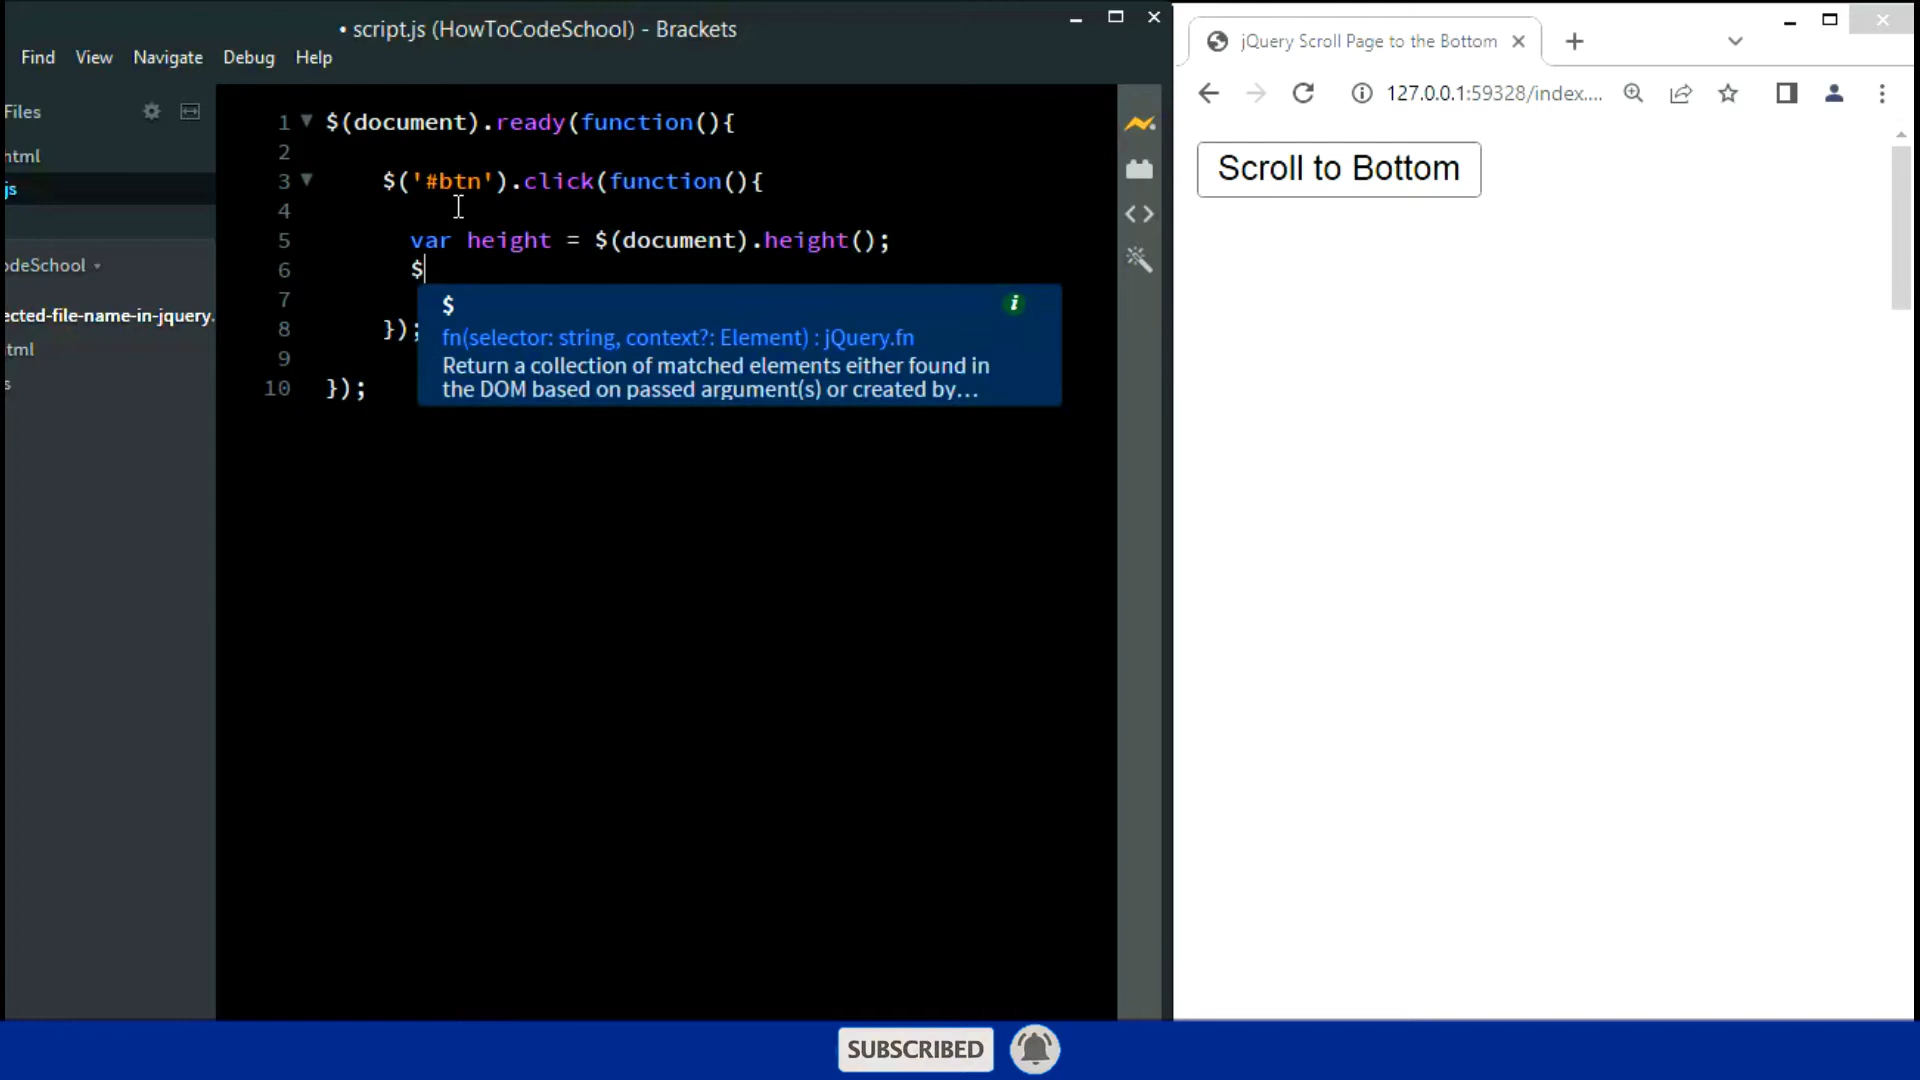 • script.js (HowToCodeSchool) - Brackets
Find View Navigate Debug Help
Files
html
js
odeSchool
ected-file-name-in-jquery.
tml
s
1 $(document).ready(function(){
2
3 $('#btn').click(function(){
4
5 var height = $(document).height();
6 $
7
8 });
9
10 });
$
i
fn(selector: string, context?: Element) : jQuery.fn
Return a collection of matched elements either found in
the DOM based on passed argument(s) or created by...
jQuery Scroll Page to the Bottom
127.0.0.1:59328/index....
Scroll to Bottom
SUBSCRIBED